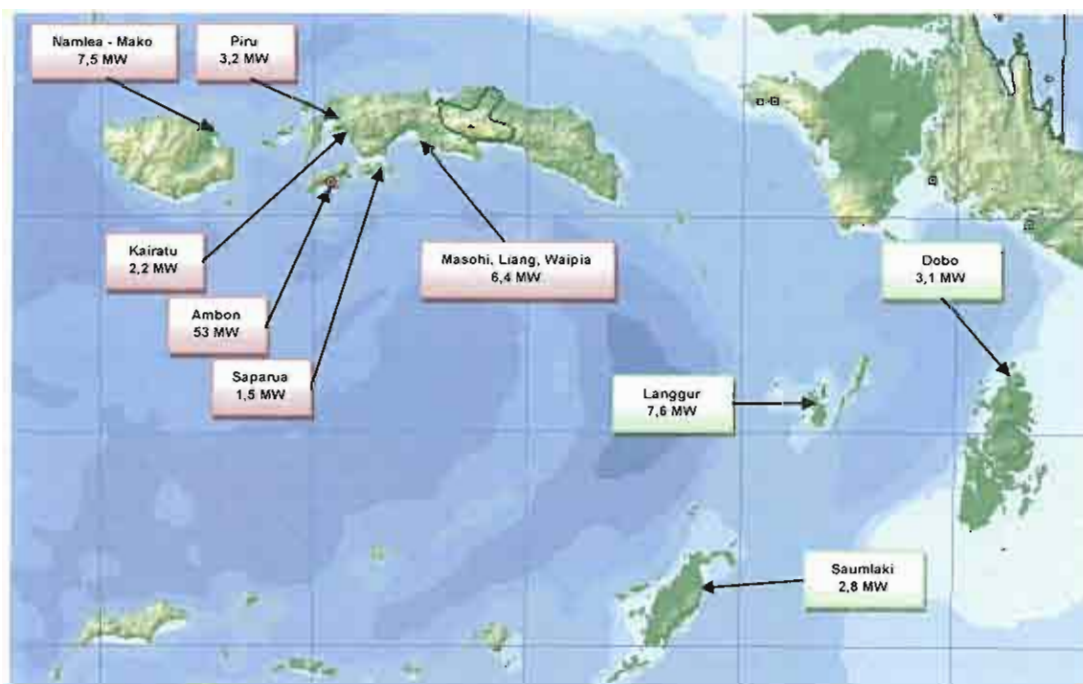 Namlea - Mako
7,5 MW
Piru
3,2 MW
Kairatu
2,2 MW
Masohi, Liang, Waipia
6,4 MW
Dobo
3,1 MW
Ambon
53 MW
Saparua
1,5 MW
Langgur
7,6 MW
Saumlaki
2,8 MW